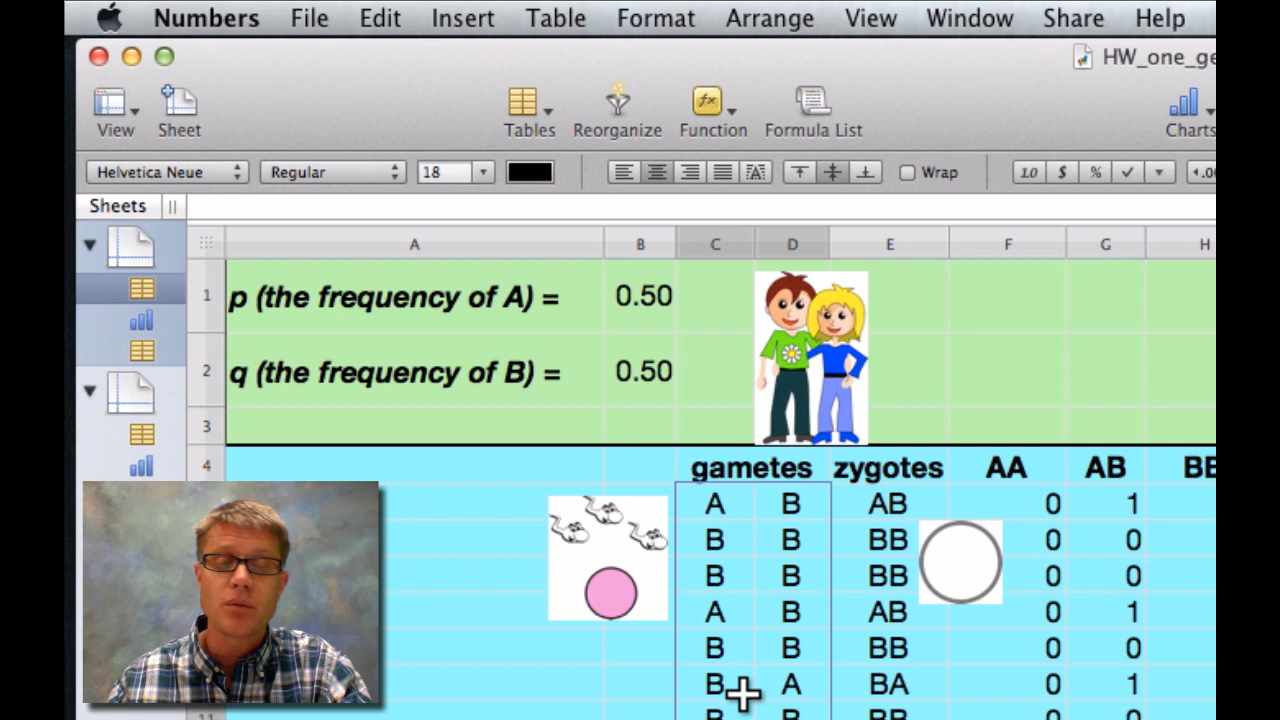 Numbers File Edit Insert Table Format Arrange View Window Share Help
HW_one_ge
View Sheet Tables Reorganize Function Formula List Charts
Helvetica Neue Regular 18 Wrap 1.0 $ % .00
Sheets
A B C D E F G H
1 p (the frequency of A) = 0.50
2 q (the frequency of B) = 0.50
3
4 gametes zygotes AA AB BB
A B AB 0 1
B B BB 0 0
B B BB 0 0
A B AB 0 1
B B BB 0 0
B A BA 0 1